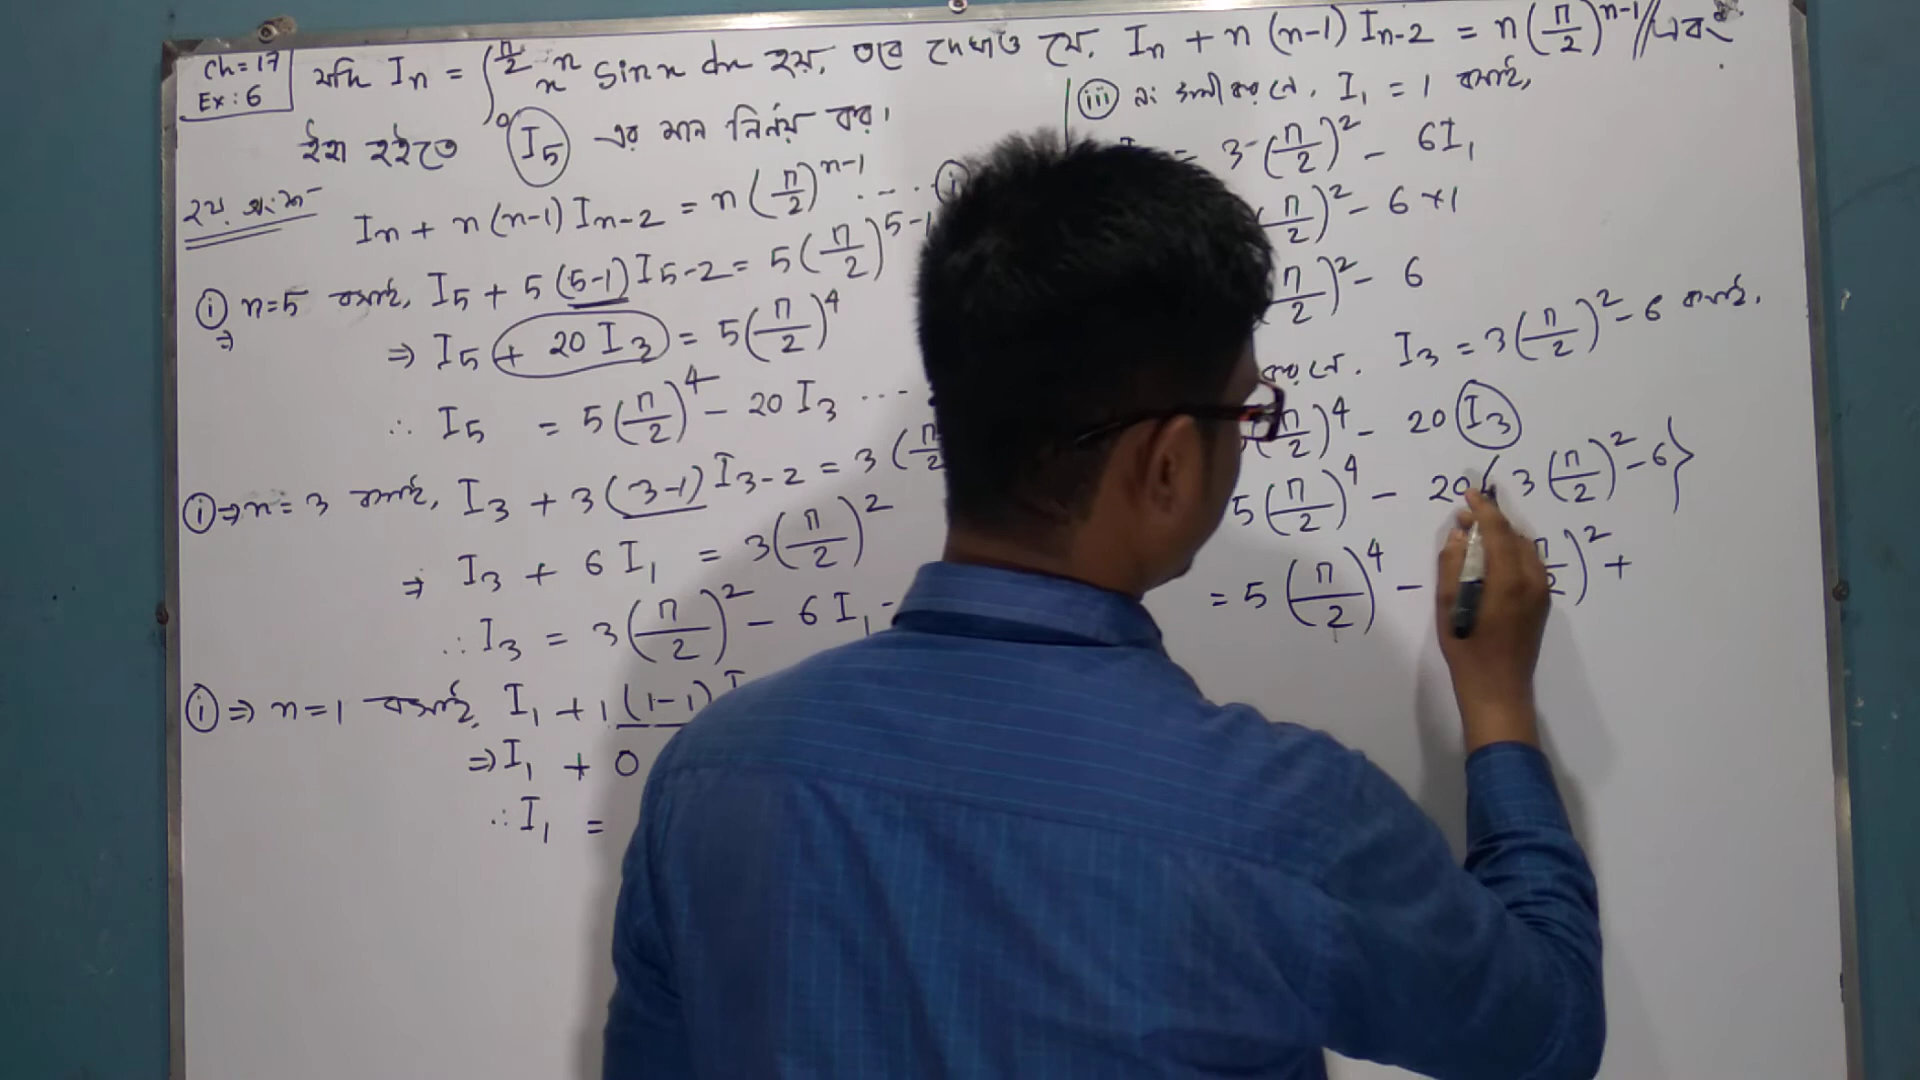 Ch = 17
Ex : 6
যদি Iₙ = ∫₀^(π/2) xⁿ sin x dx হয়, তবে দেখাও যে, Iₙ + n (n-1) Iₙ₋₂ = n(π/2)ⁿ⁻¹ // এবং
ইহা হইতে I₅ এর মান নির্ণয় কর।
২য় অংশ
Iₙ + n (n-1) Iₙ₋₂ = n (π/2)ⁿ⁻¹ ... (i)
(i) ⇒ n=5 বসাই, I₅ + 5 (5-1) I₅₋₂ = 5 (π/2)⁵⁻¹
⇒ I₅ + 20 I₃ = 5(π/2)⁴
∴ I₅ = 5(π/2)⁴ - 20 I₃ ...
(i) ⇒ n = 3 বসাই, I₃ + 3 (3-1) I₃₋₂ = 3 (π/2
⇒ I₃ + 6 I₁ = 3(π/2)²
∴ I₃ = 3(π/2)² - 6 I₁ -
(i) ⇒ n=1 বসাই, I₁ + 1 (1-1) I
⇒ I₁ + 0
∴ I₁ =
(iii) নং I₁ = 1 বসাই,
= 3(π/2)² - 6I₁
(π/2)² - 6 × 1
(π/2)² - 6
I₃ = 3(π/2)² - 6 বসাই,
(π/2)⁴ - 20 I₃
5(π/2)⁴ - 20{3(π/2)² - 6}
= 5(π/2)⁴ - π/2)² +